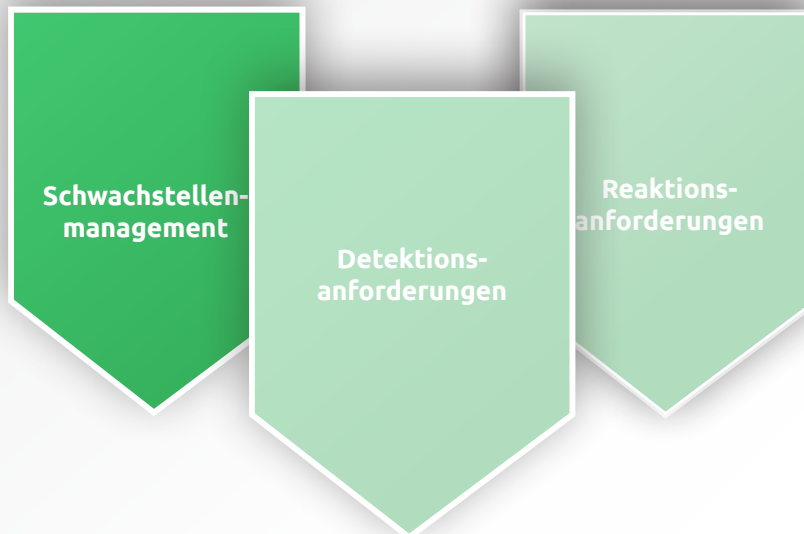 Schwachstellen-
management
Detektions-
anforderungen
Reaktions-
anforderungen